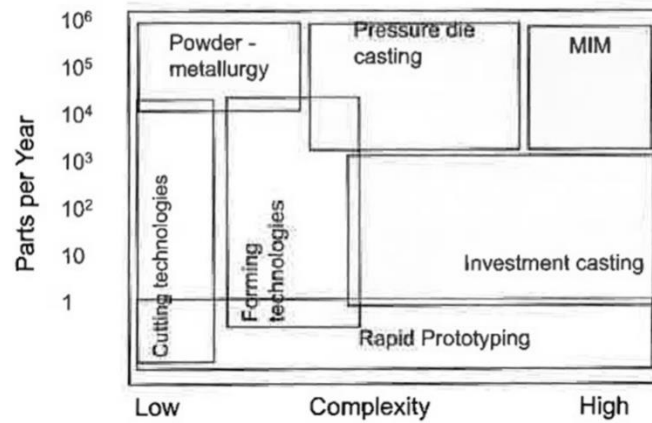 10⁶
10⁵
10⁴
10³
10²
10
1
Parts per Year
Powder -
metallurgy
Pressure die
casting
MIM
Cutting technologies
Forming
technologies
Investment casting
Rapid Prototyping
Low
Complexity
High